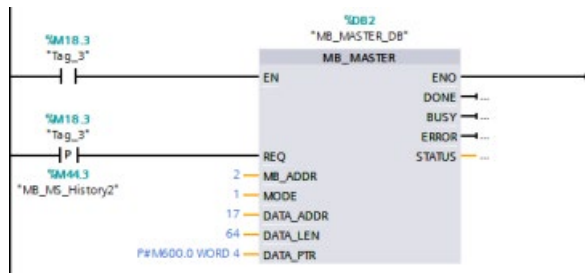 %DB2
"MB_MASTER_DB"
%M18.3
"Tag_3"
MB_MASTER
EN
ENO
DONE
...
BUSY
...
ERROR
...
STATUS
...
%M18.3
"Tag_3"
P
%M44.3
"MB_MS_History2"
REQ
2 MB_ADDR
1 MODE
17 DATA_ADDR
64 DATA_LEN
P#M600.0 WORD 4 DATA_PTR